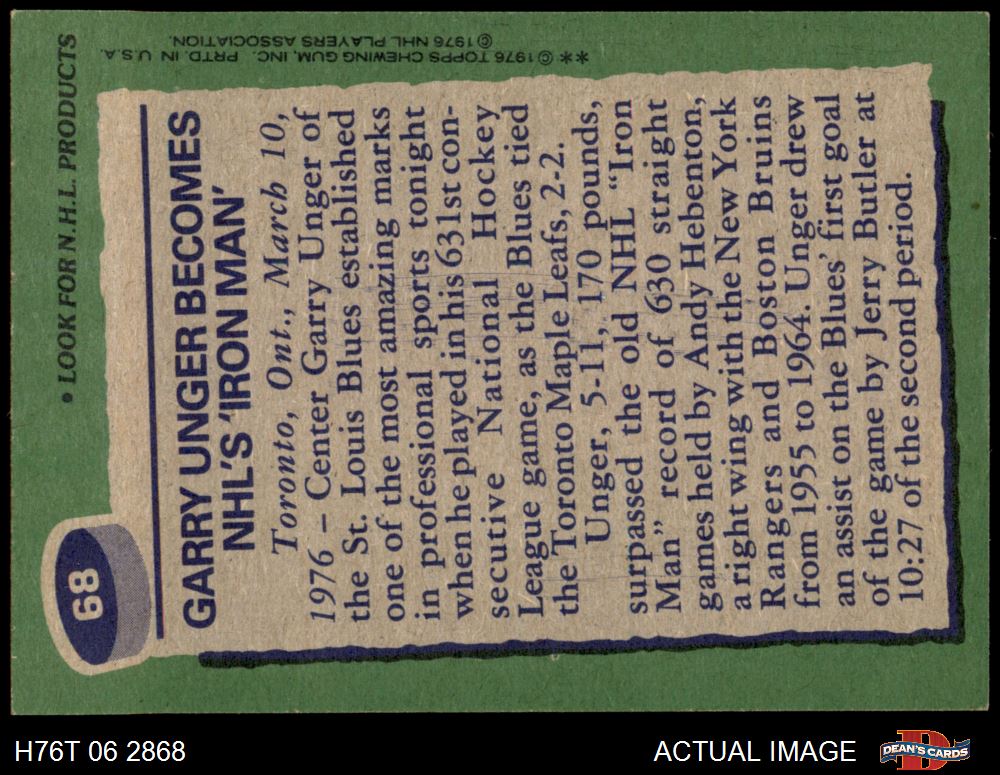 • LOOK FOR N.H.L. PRODUCTS
68
GARRY UNGER BECOMES
NHL'S 'IRON MAN'
Toronto, Ont., March 10,
1976 – Center Garry Unger of
the St. Louis Blues established
one of the most amazing marks
in professional sports tonight
when he played in his 631st con-
secutive National Hockey
League game, as the Blues tied
the Toronto Maple Leafs, 2-2.
Unger, 5-11, 170 pounds,
surpassed the old NHL "Iron
Man" record of 630 straight
games held by Andy Hebenton,
a right wing with the New York
Rangers and Boston Bruins
from 1955 to 1964. Unger drew
an assist on the Blues' first goal
of the game by Jerry Butler at
10:27 of the second period.
**©1976 TOPPS CHEWING GUM, INC. PRTD. IN U.S.A.
©1976 NHL PLAYERS ASSOCIATION.
H76T 06 2868
ACTUAL IMAGE
D
DEAN'S CARDS